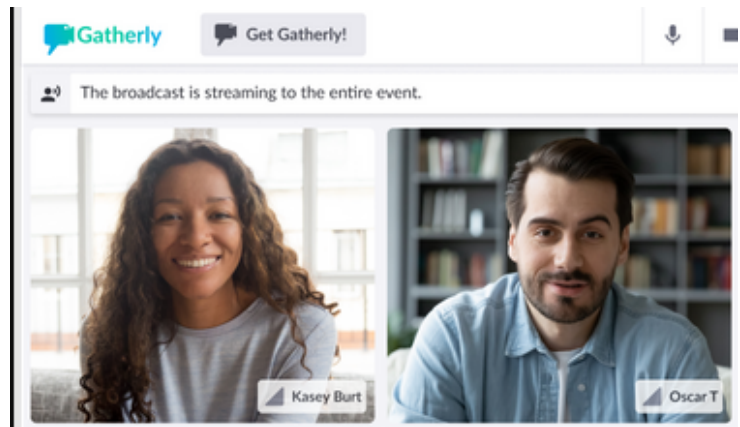 Gatherly
Get Gatherly!
The broadcast is streaming to the entire event.
Kasey Burt
Oscar T